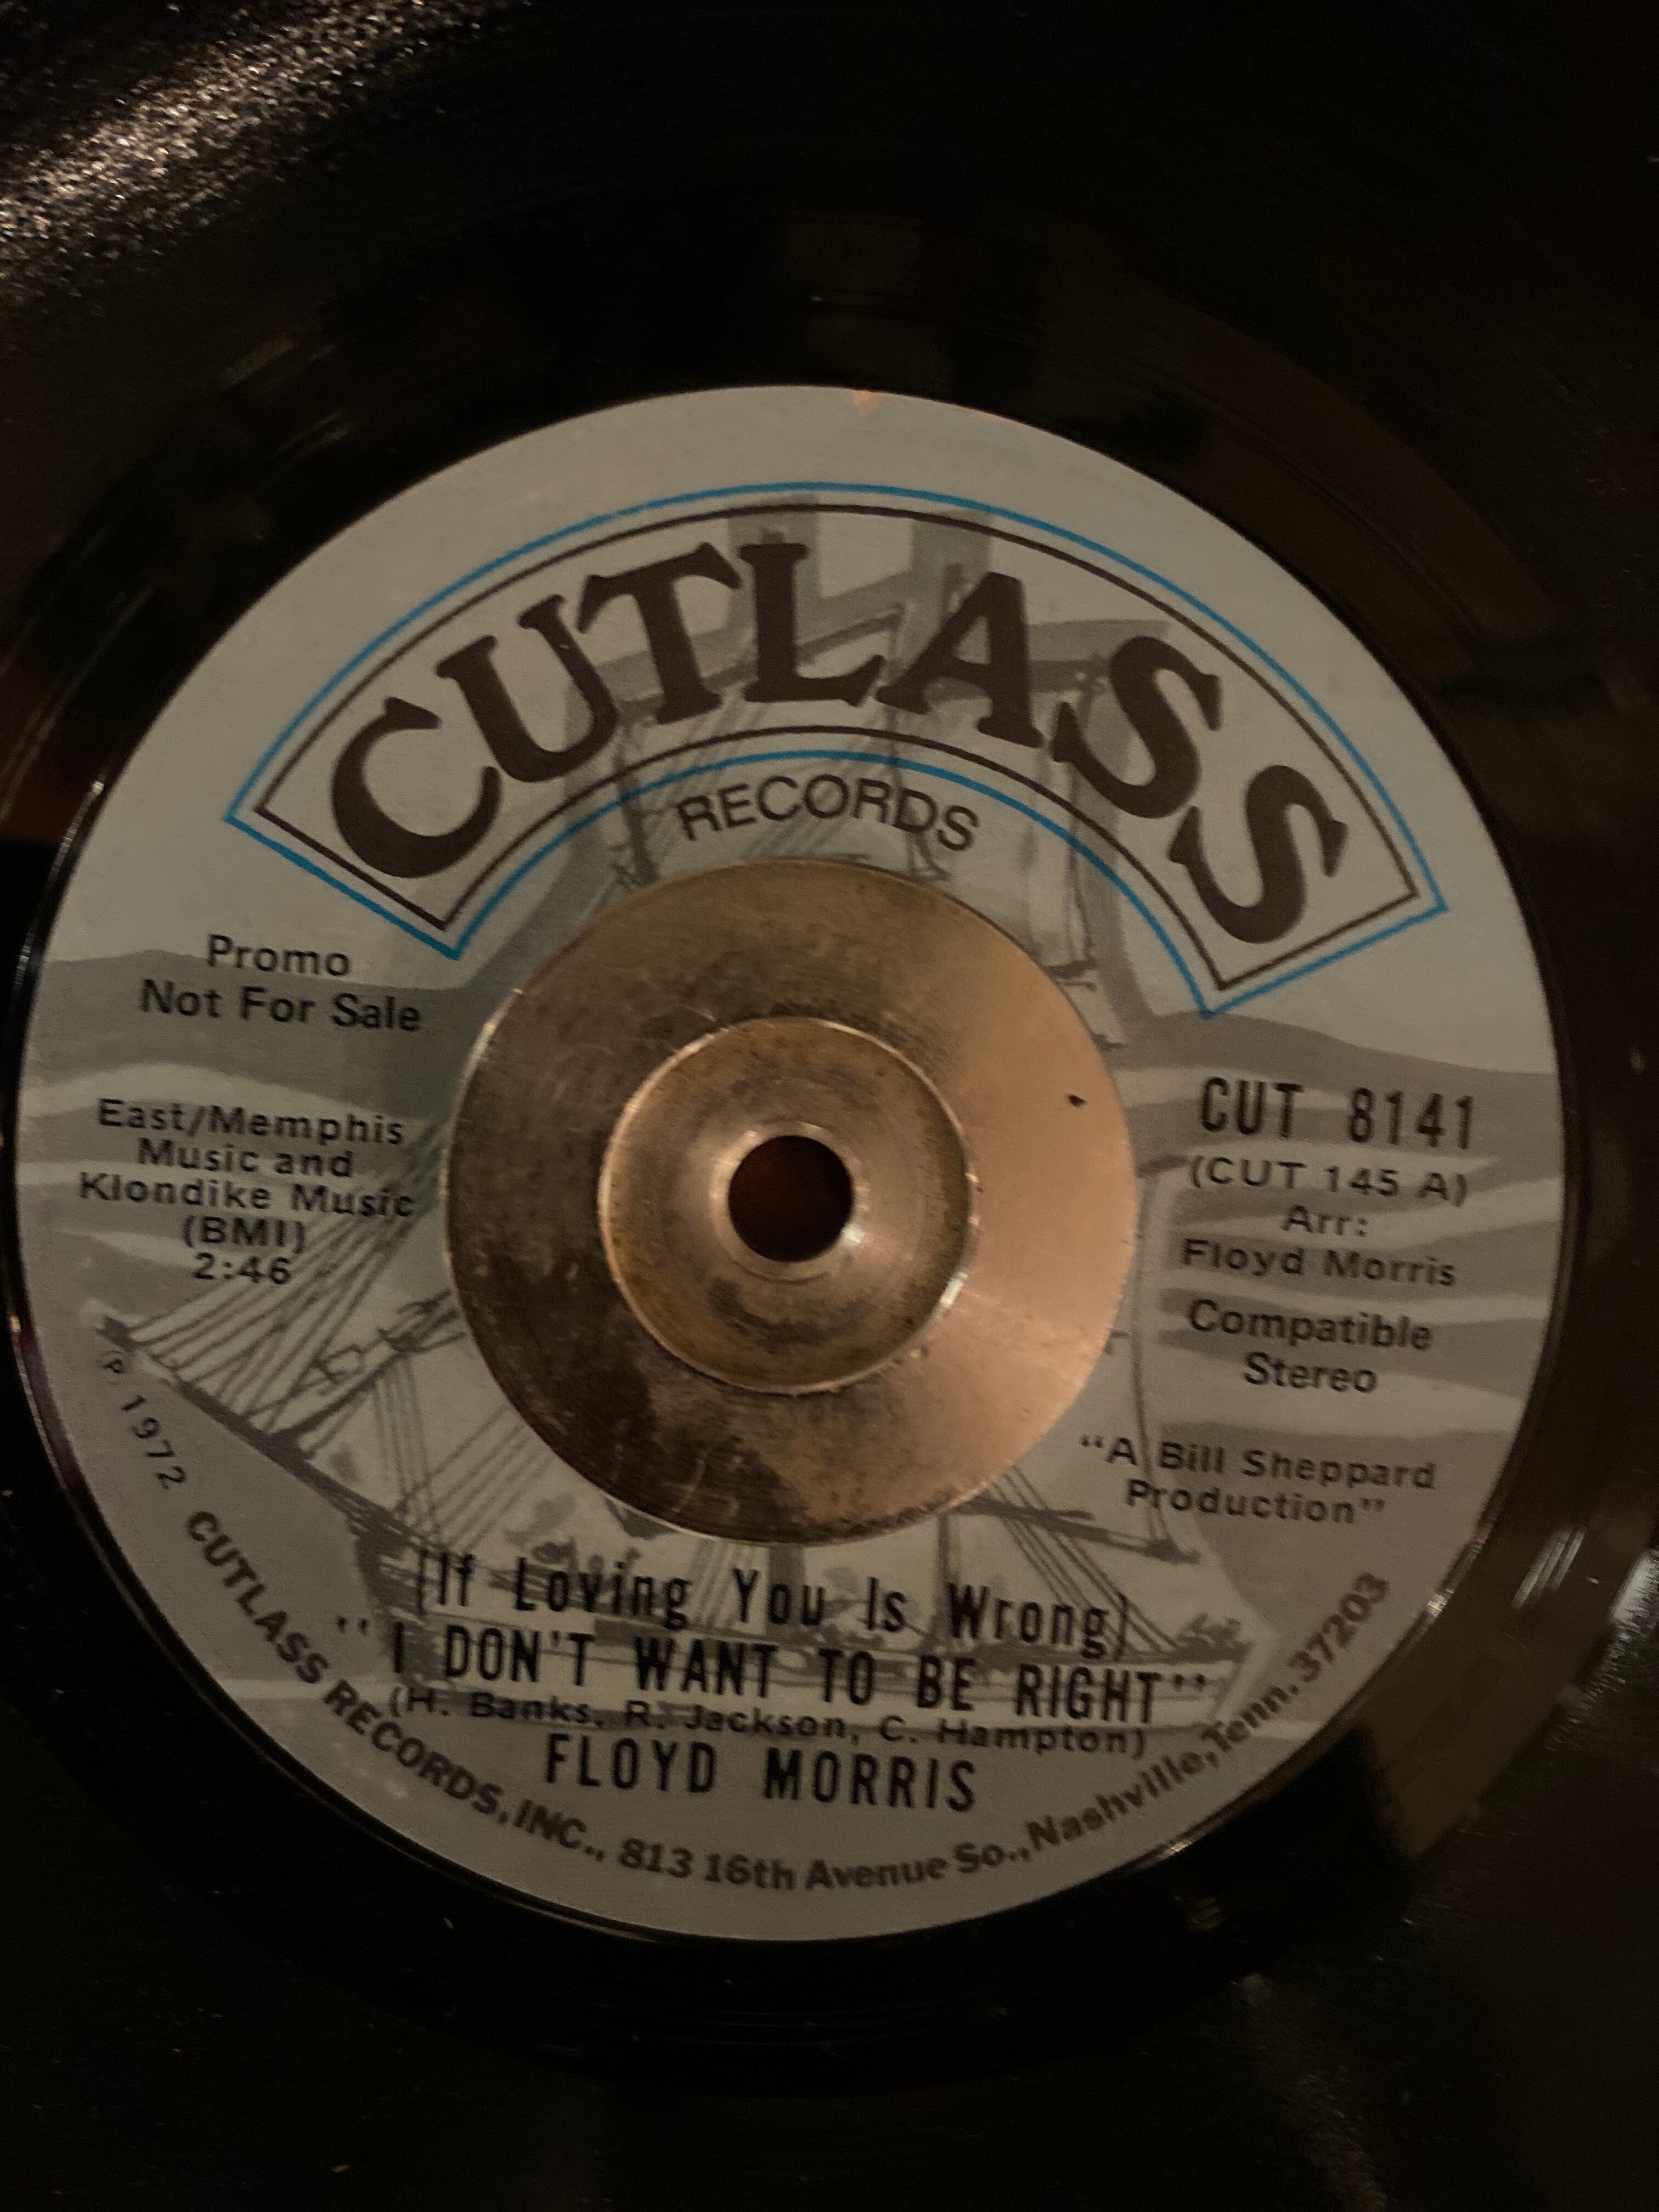 CUTLASS
RECORDS
Promo
Not For Sale
East/Memphis
Music and
Klondike Music
(BMI)
2:46
CUT 8141
(CUT 145 A)
Arr:
Floyd Morris
Compatible
Stereo
“A Bill Sheppard
Production”
(If Loving You Is Wrong)
"I DON'T WANT TO BE RIGHT"
(H. Banks, R. Jackson, C. Hampton)
FLOYD MORRIS
℗ 1972 CUTLASS RECORDS, INC., 813 16th Avenue So., Nashville, Tenn. 37203